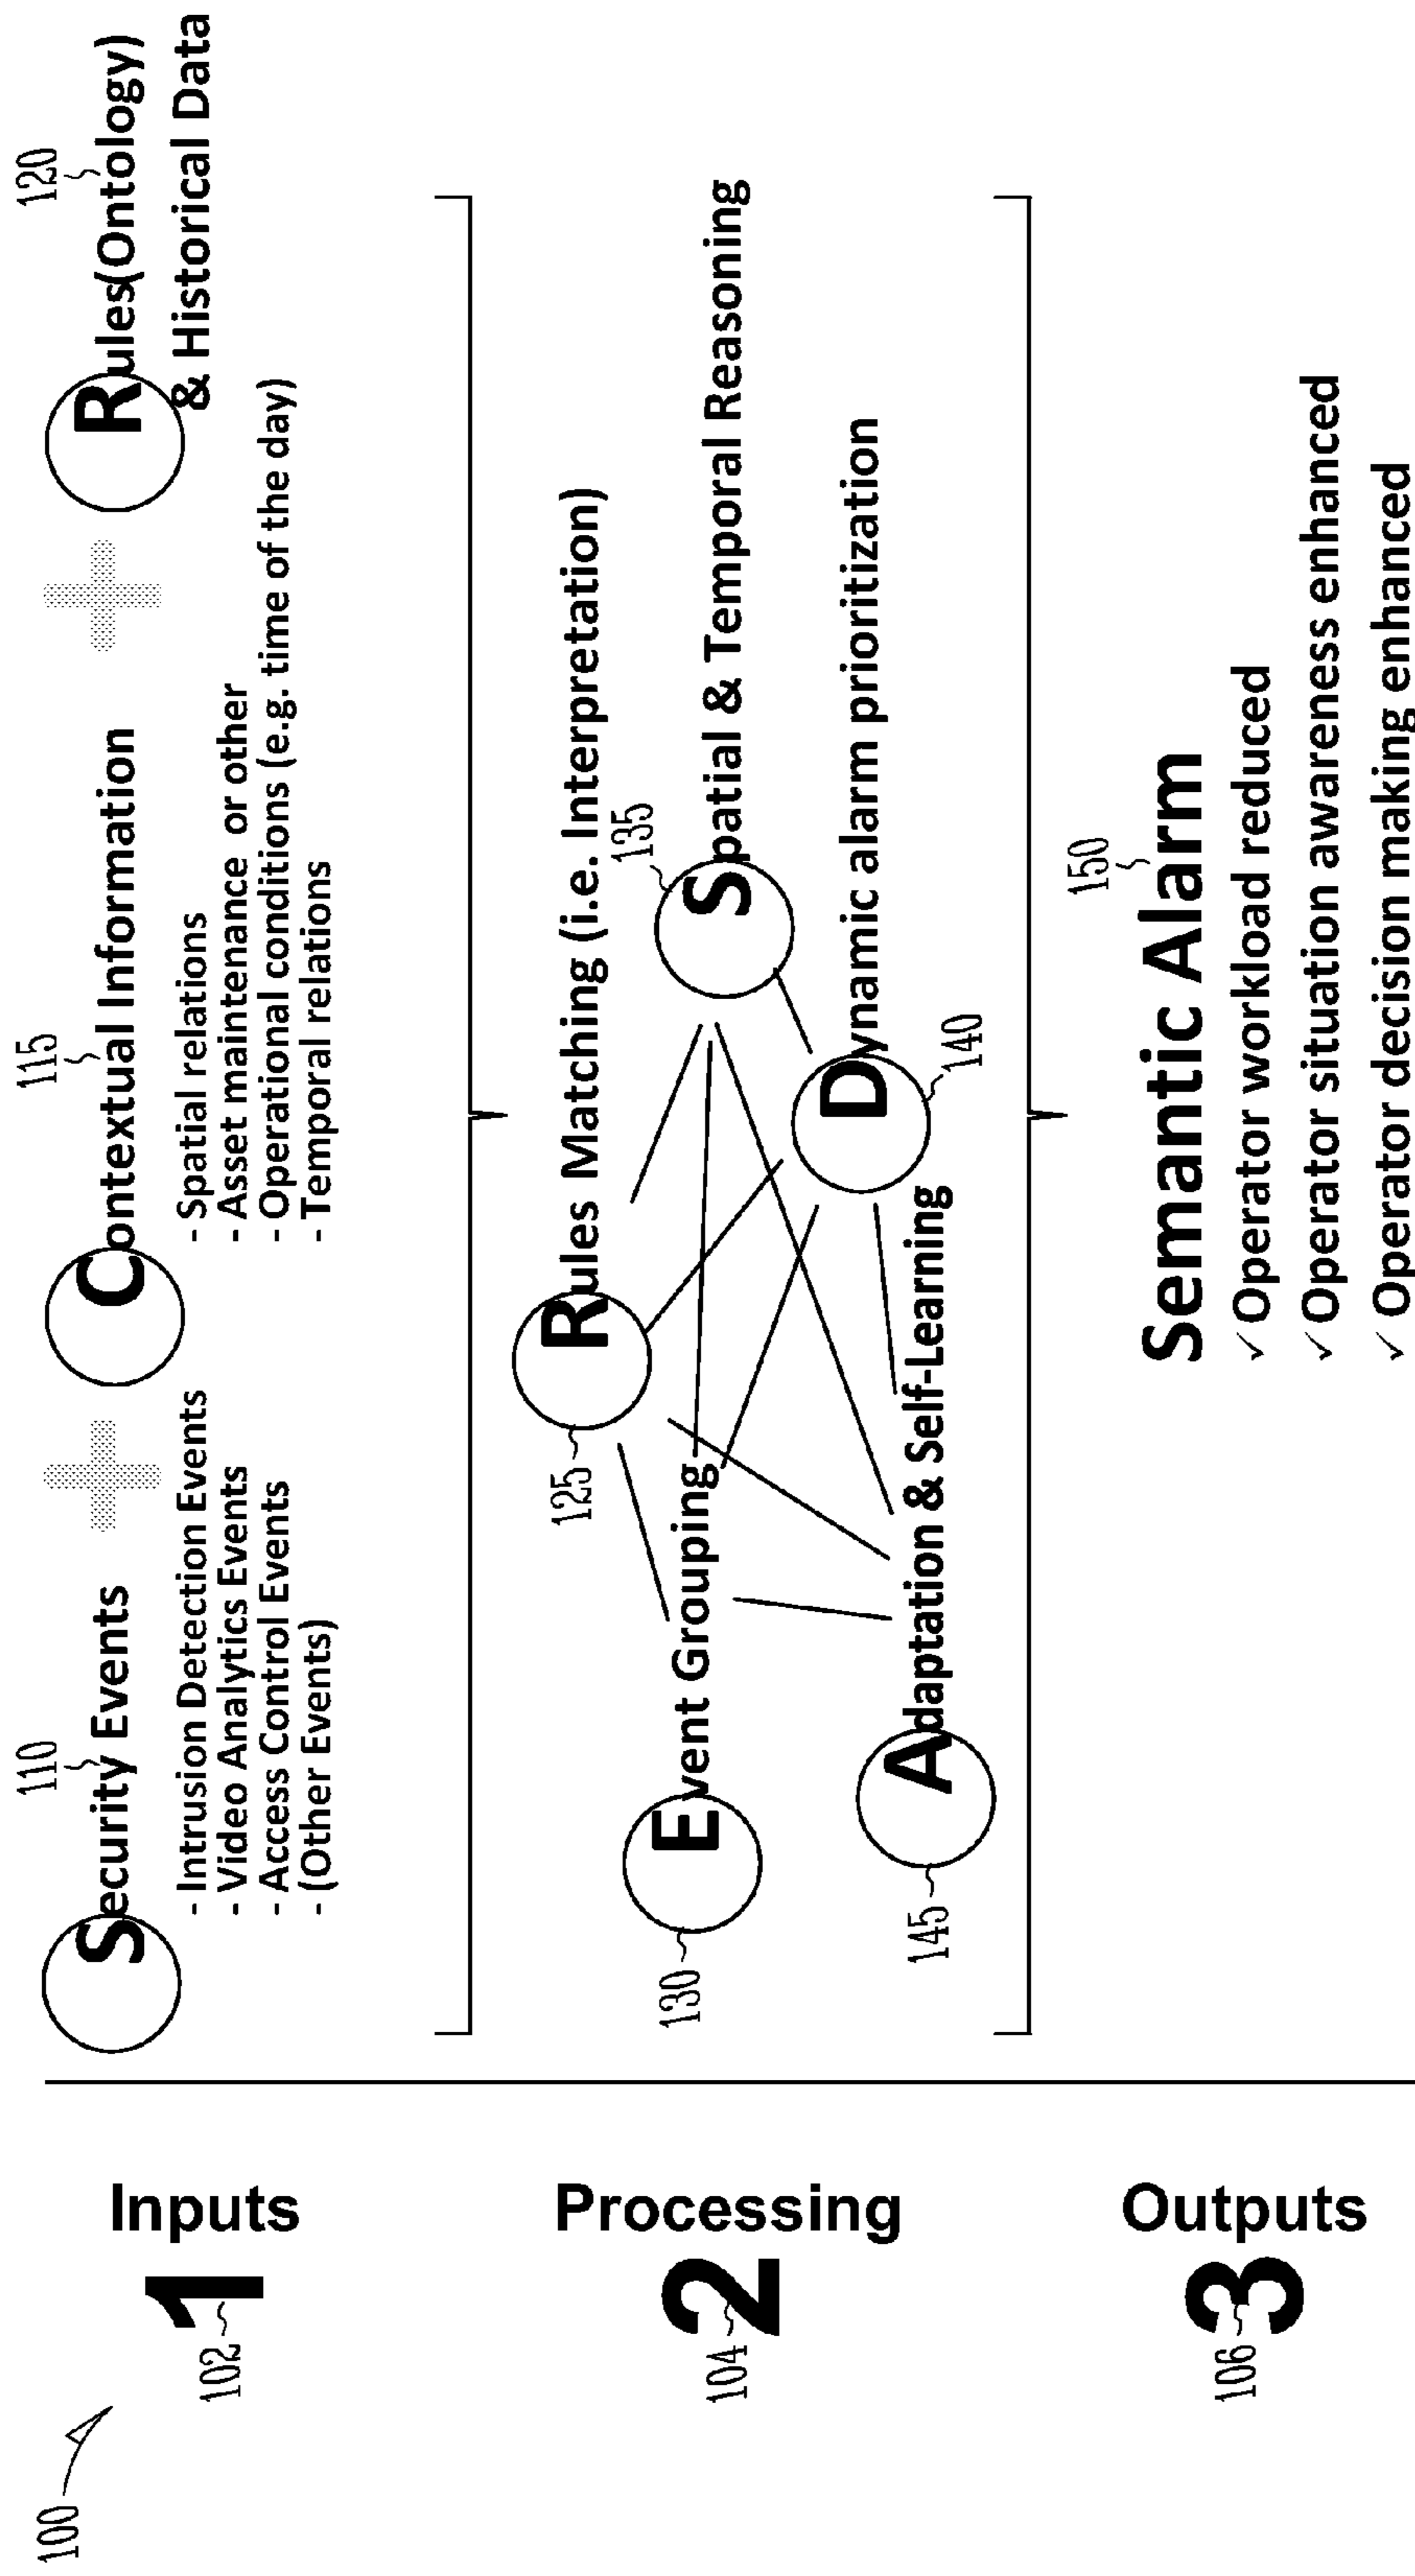 100
102
1 Inputs
110
Security Events
- Intrusion Detection Events
- Video Analytics Events
- Access Control Events
- (Other Events)
115
Contextual Information
- Spatial relations
- Asset maintenance or other
- Operational conditions (e.g. time of the day)
- Temporal relations
120
Rules(Ontology)
& Historical Data
104
2 Processing
125
Rules Matching (i.e. Interpretation)
130
Event Grouping
135
Spatial & Temporal Reasoning
140
Dynamic alarm prioritization
145
Adaptation & Self-Learning
106
3 Outputs
150
Semantic Alarm
✓ Operator workload reduced
✓ Operator situation awareness enhanced
✓ Operator decision making enhanced